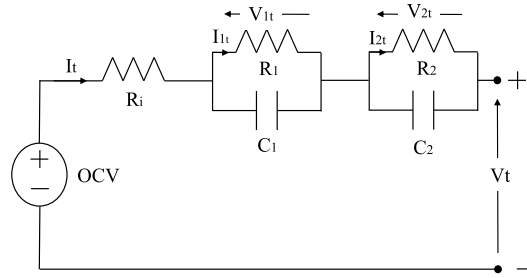 V1t V2t
I1t I2t
It R1 R2 +
Ri
C1 C2
+
− OCV Vt
−